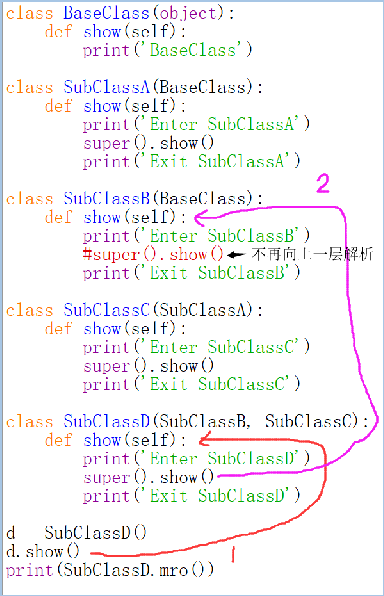 class BaseClass(object):
    def show(self):
        print('BaseClass')
class SubClassA(BaseClass):
    def show(self):
        print('Enter SubClassA')
        super().show()
        print('Exit SubClassA')
class SubClassB(BaseClass):
2
    def show(self):
        print('Enter SubClassB')
        #super().show() 不再向上一层解析
        print('Exit SubClassB')
class SubClassC(SubClassA):
    def show(self):
        print('Enter SubClassC')
        super().show()
        print('Exit SubClassC')
class SubClassD(SubClassB, SubClassC):
    def show(self):
        print('Enter SubClassD')
        super().show()
        print('Exit SubClassD')
d   SubClassD()
d.show() 1
print(SubClassD.mro())